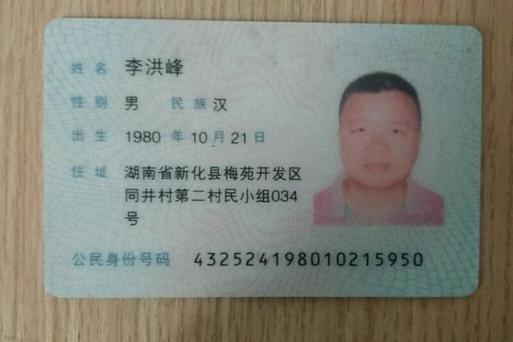 姓名 李洪峰
性别 男 民族 汉
出生 1980 年 10 月 21 日
住址 湖南省新化县梅苑开发区
同井村第二村民小组034
号
公民身份号码 432524198010215950